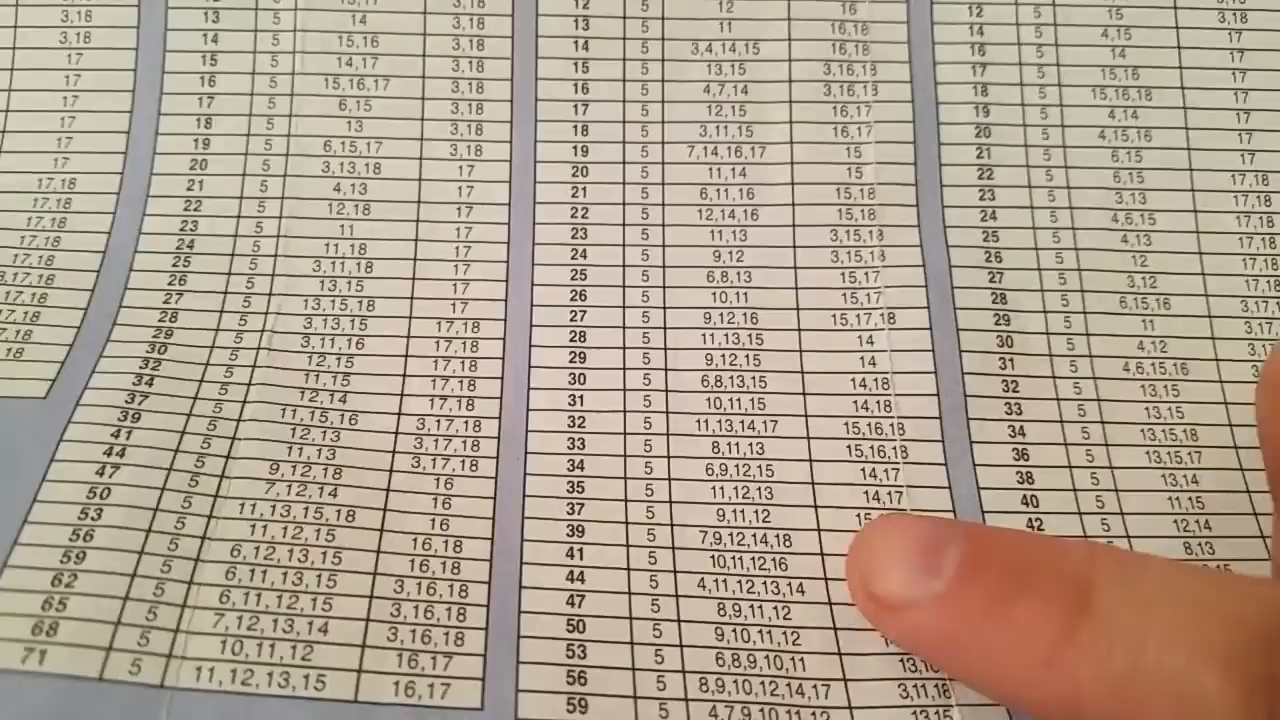 3,18
3,18
17
17
17
17
17
17,18
17,18
17,18
17,18
17,18
17,18
17,18
18
13 5 14 3,18
14 5 15,16 3,18
15 5 14,17 3,18
16 5 15,16,17 3,18
17 5 6,15 3,18
18 5 13 3,18
19 5 6,15,17 3,18
20 5 3,13,18 17
21 5 4,13 17
22 5 12,18 17
23 5 11 17
24 5 11,18 17
25 5 3,11,18 17
26 5 13,15 17
27 5 13,15,18 17
28 5 3,13,15 17,18
29 5 3,11,16 17,18
30 5 12,15 17,18
32 5 11,15 17,18
34 5 12,14 17,18
37 5 11,15,16 3,17,18
39 5 12,13 3,17,18
41 5 11,13 3,17,18
44 5 9,12,18 16
47 5 7,12,14 16
50 5 11,13,15,18 16
53 5 11,12,15 16,18
56 5 6,12,13,15 16,18
59 5 6,11,13,15 3,16,18
62 5 6,11,12,15 3,16,18
65 5 7,12,13,14 3,16,18
68 5 10,11,12 16,17
71 5 11,12,13,15 16,17
12 5 12 16
13 5 11 16,18
14 5 3,4,14,15 16,18
15 5 13,15 3,16,18
16 5 4,7,14 3,16,18
17 5 12,15 16,17
18 5 3,11,15 16,17
19 5 7,14,16,17 15
20 5 11,14 15
21 5 6,11,16 15,18
22 5 12,14,16 15,18
23 5 11,13 3,15,18
24 5 9,12 3,15,18
25 5 6,8,13 15,17
26 5 10,11 15,17
27 5 9,12,16 15,17,18
28 5 11,13,15 14
29 5 9,12,15 14
30 5 6,8,13,15 14,18
31 5 10,11,15 14,18
32 5 11,13,14,17 15,16,18
33 5 8,11,13 15,16,18
34 5 6,9,12,15 14,17
35 5 11,12,13 14,17
37 5 9,11,12
39 5 7,9,12,14,18
41 5 10,11,12,16
44 5 4,11,12,13,14
47 5 8,9,11,12
50 5 9,10,11,12
53 5 6,8,9,10,11
56 5 8,9,10,12,14,17 3,11,18
59 5 4,7,9,10,11,12 13,15
12 5 15 3,18
14 5 4,15 17
16 5 14 17
17 5 15,16 17
18 5 15,16,18 17
19 5 4,14 17
20 5 4,15,16 17
21 5 6,15 17
22 5 6,15 17,18
23 5 3,13 17,18
24 5 4,6,15 17,18
25 5 4,13 17,18
26 5 12 17,18
27 5 3,12 17,18
28 5 6,15,16
29 5 11
30 5 4,12
31 5 4,6,15,16
32 5 13,15
33 5 13,15
34 5 13,15,18
36 5 13,15,17
38 5 13,14
40 5 11,15
42 5 12,14
8,13